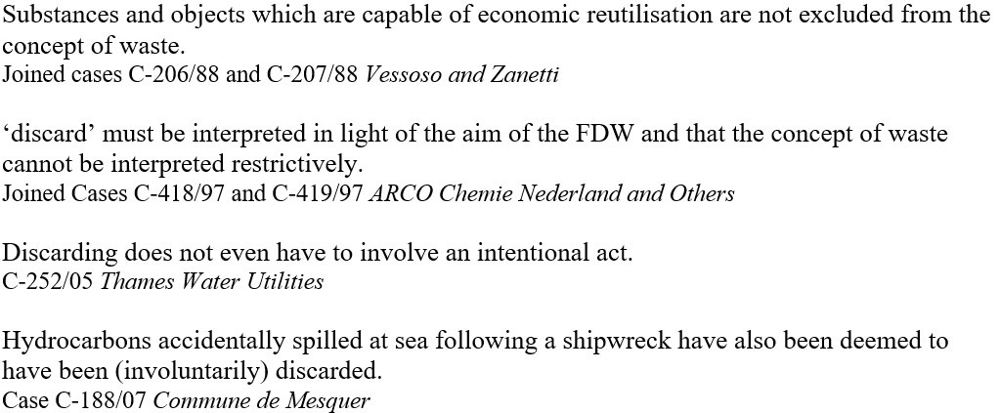 Substances and objects which are capable of economic reutilisation are not excluded from the
concept of waste.
Joined cases C-206/88 and C-207/88 Vessoso and Zanetti
‘discard’ must be interpreted in light of the aim of the FDW and that the concept of waste
cannot be interpreted restrictively.
Joined Cases C-418/97 and C-419/97 ARCO Chemie Nederland and Others
Discarding does not even have to involve an intentional act.
C-252/05 Thames Water Utilities
Hydrocarbons accidentally spilled at sea following a shipwreck have also been deemed to
have been (involuntarily) discarded.
Case C-188/07 Commune de Mesquer